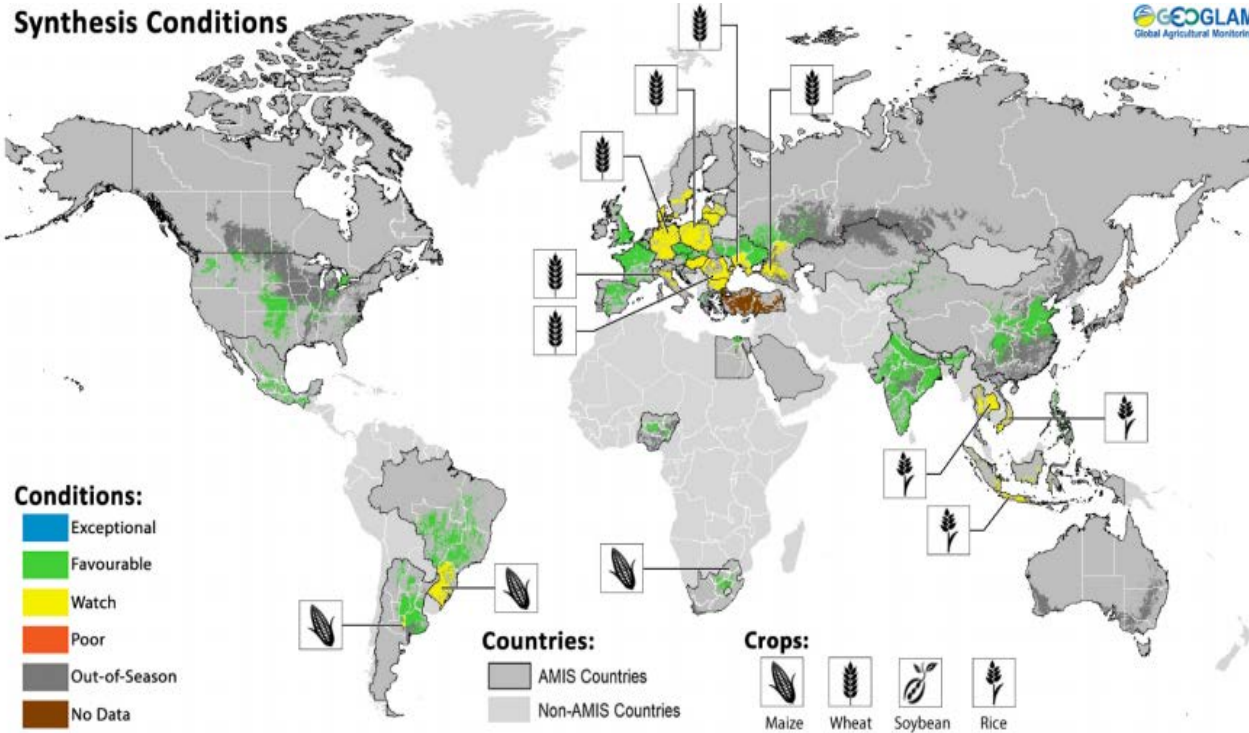 Synthesis Conditions
GEOGLAM
Global Agricultural Monitoring
Conditions:
Exceptional
Favourable
Watch
Poor
Out-of-Season
No Data
Countries:
AMIS Countries
Non-AMIS Countries
Crops:
Maize
Wheat
Soybean
Rice